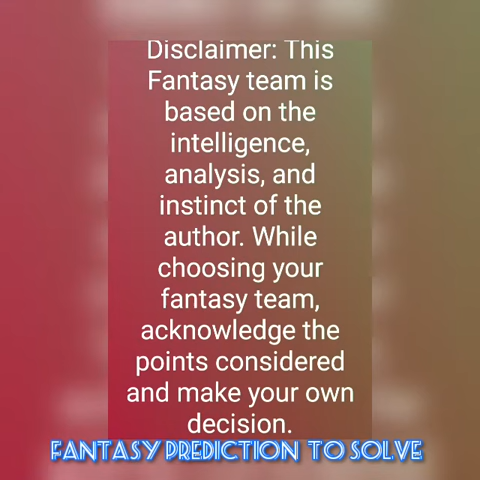 Disclaimer: This
Fantasy team is
based on the
intelligence,
analysis, and
instinct of the
author. While
choosing your
fantasy team,
acknowledge the
points considered
and make your own
decision.
FANTASY PREDICTION TO SOLVE